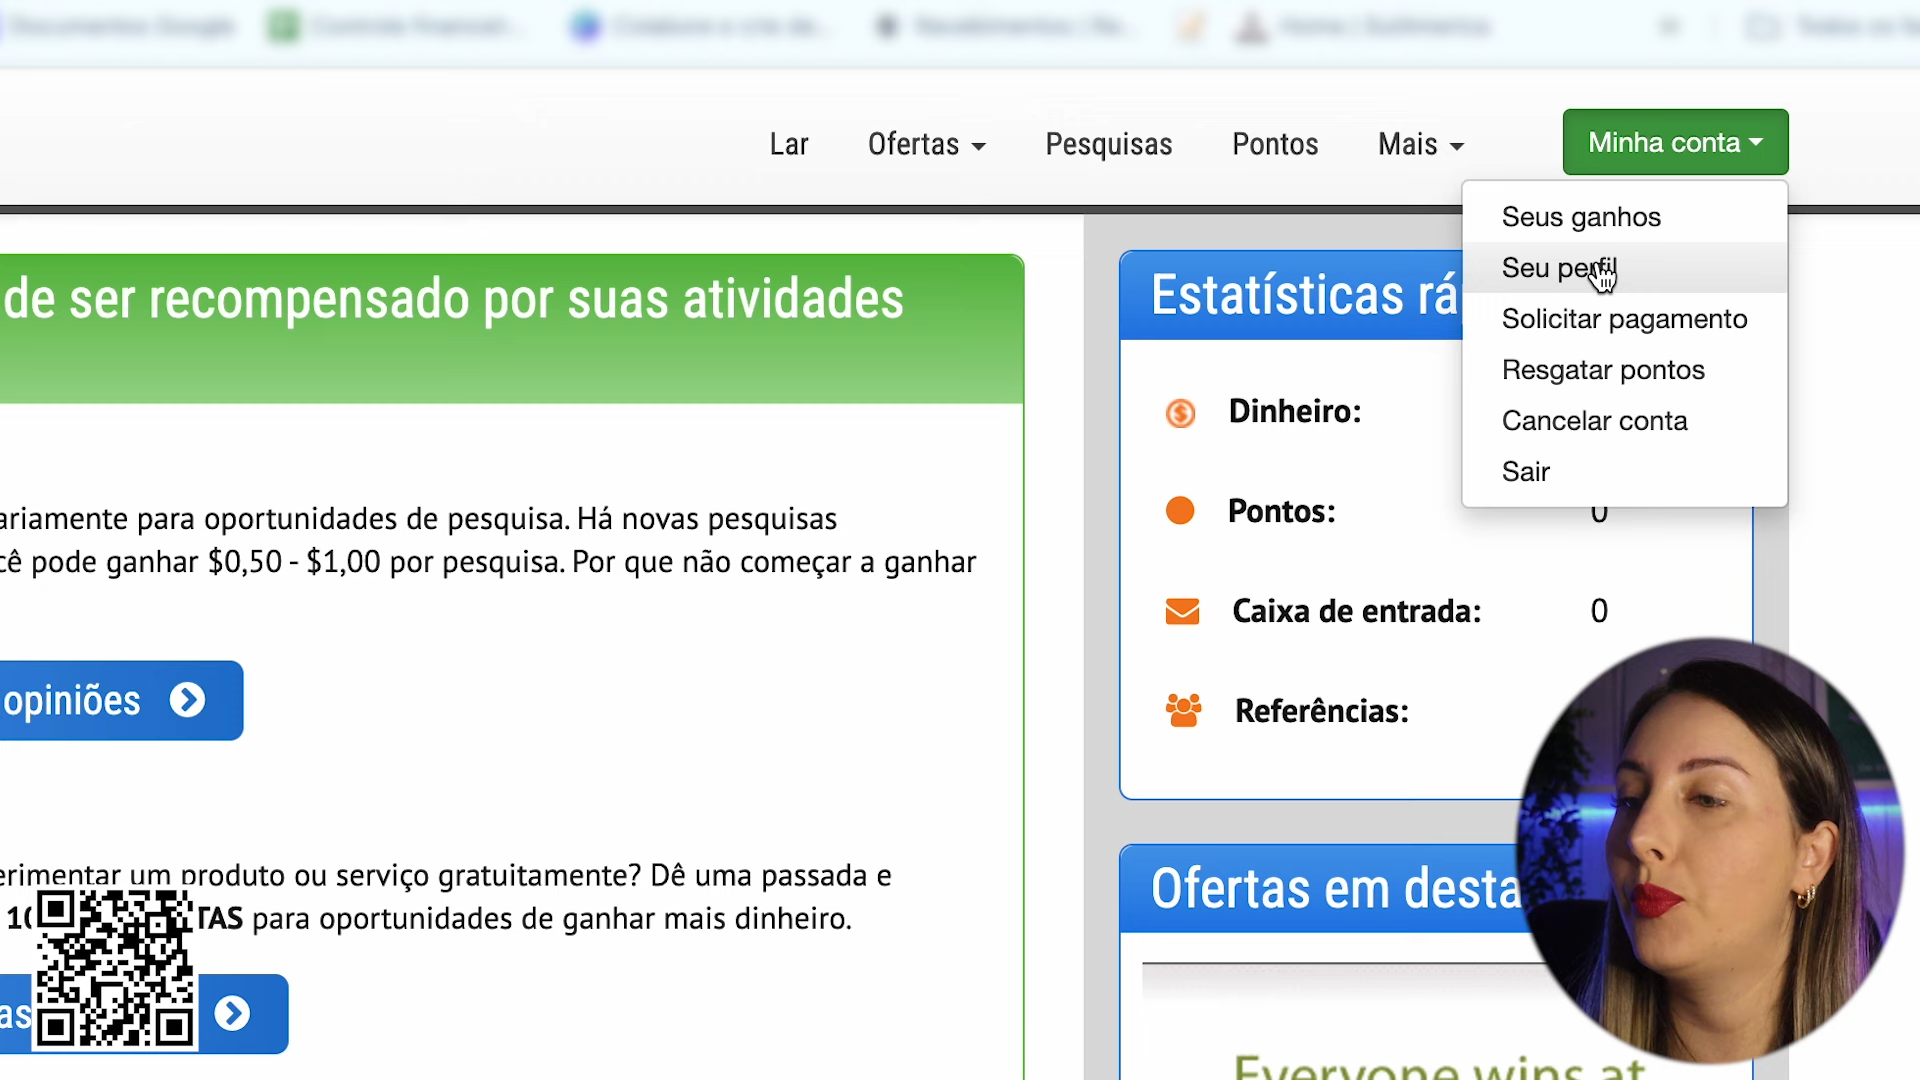 Lar Ofertas Pesquisas Pontos Mais Minha conta
Seus ganhos
Seu perfil
Solicitar pagamento
Resgatar pontos
Cancelar conta
Sair
de ser recompensado por suas atividades
ariamente para oportunidades de pesquisa. Há novas pesquisas
cê pode ganhar $0,50 - $1,00 por pesquisa. Por que não começar a ganhar
opiniões
erimentar um produto ou serviço gratuitamente? Dê uma passada e
TAS para oportunidades de ganhar mais dinheiro.
as
Estatísticas rá
Dinheiro:
Pontos: 0
Caixa de entrada: 0
Referências:
Ofertas em desta
Everyone wins at